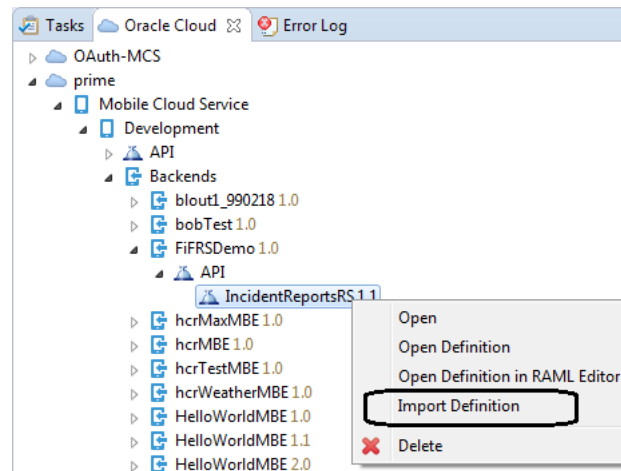 Tasks Oracle Cloud Error Log
OAuth-MCS
prime
Mobile Cloud Service
Development
API
Backends
blout1_990218 1.0
bobTest 1.0
FiFRSDemo 1.0
API
IncidentReportsRS 1.1
hcrMaxMBE 1.0
hcrMBE 1.0
hcrTestMBE 1.0
hcrWeatherMBE 1.0
HelloWorldMBE 1.0
HelloWorldMBE 1.1
HelloWorldMBE 2.0
Open
Open Definition
Open Definition in RAML Editor
Import Definition
Delete